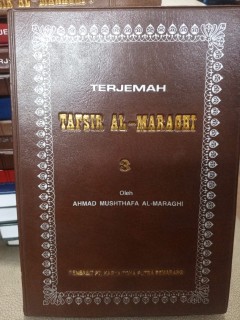 TERJEMAH
TAFSIR AL-MARAGHI
3
Oleh
AHMAD MUSHTHAFA AL-MARAGHI